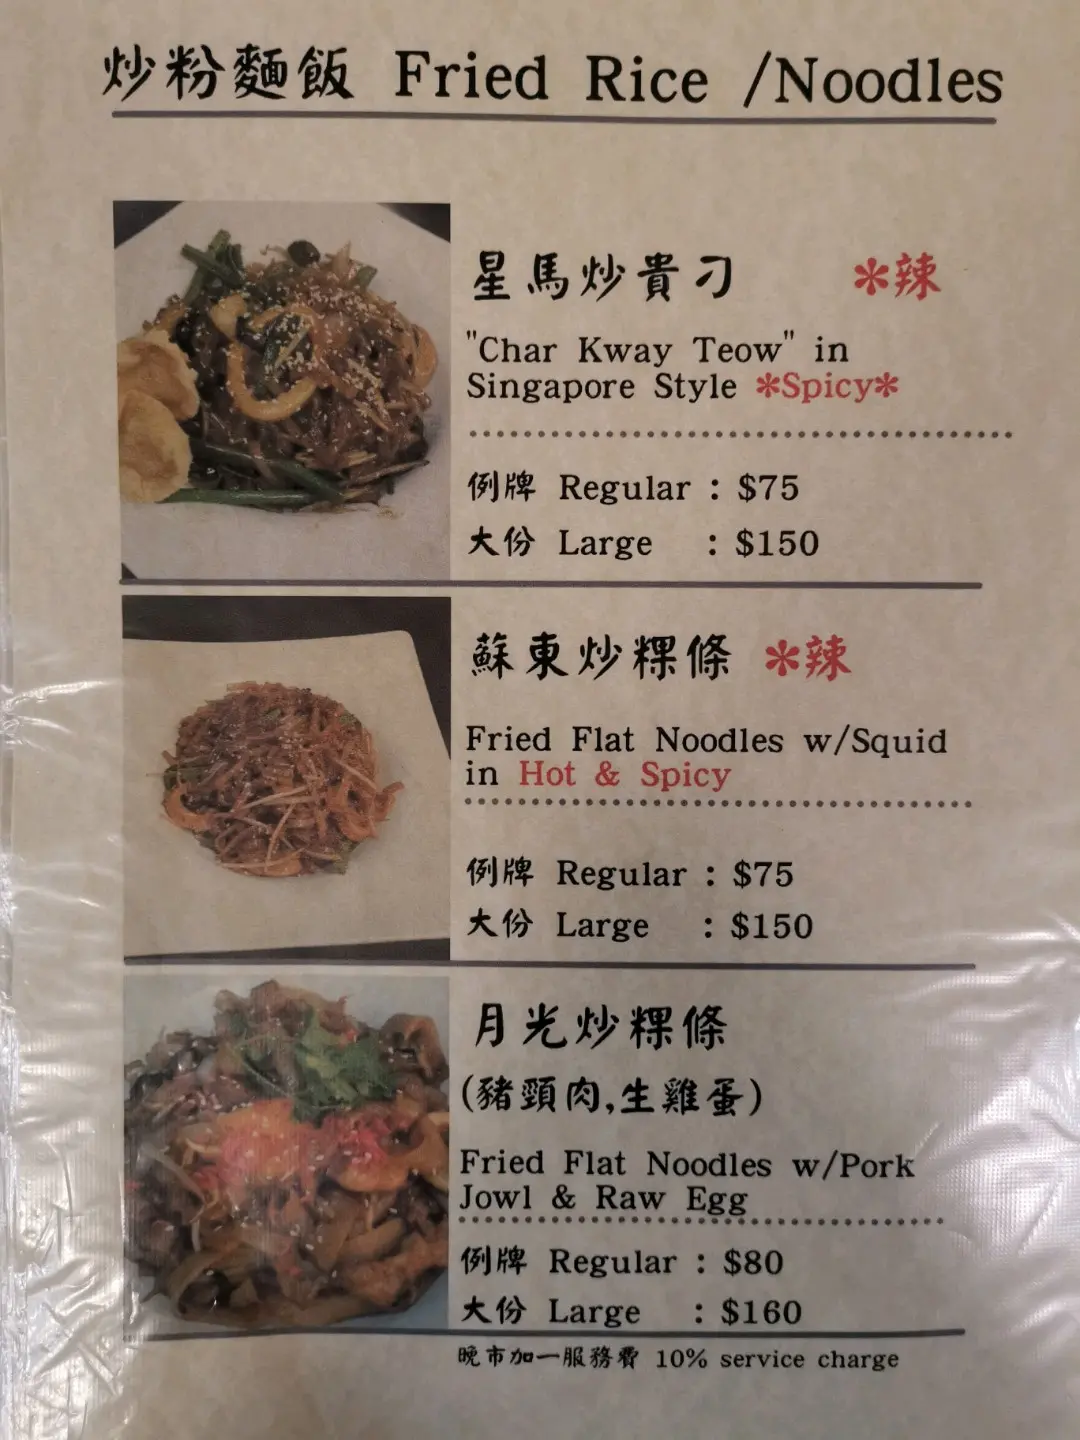 炒粉麵飯 Fried Rice /Noodles
星馬炒貴刁 *辣
"Char Kway Teow" in
Singapore Style *Spicy*
例牌 Regular : $75
大份 Large : $150
蘇東炒粿條 *辣
Fried Flat Noodles w/Squid
in Hot & Spicy
例牌 Regular : $75
大份 Large : $150
月光炒粿條
(豬頸肉,生雞蛋)
Fried Flat Noodles w/Pork
Jowl & Raw Egg
例牌 Regular : $80
大份 Large : $160
晚市加一服務費 10% service charge